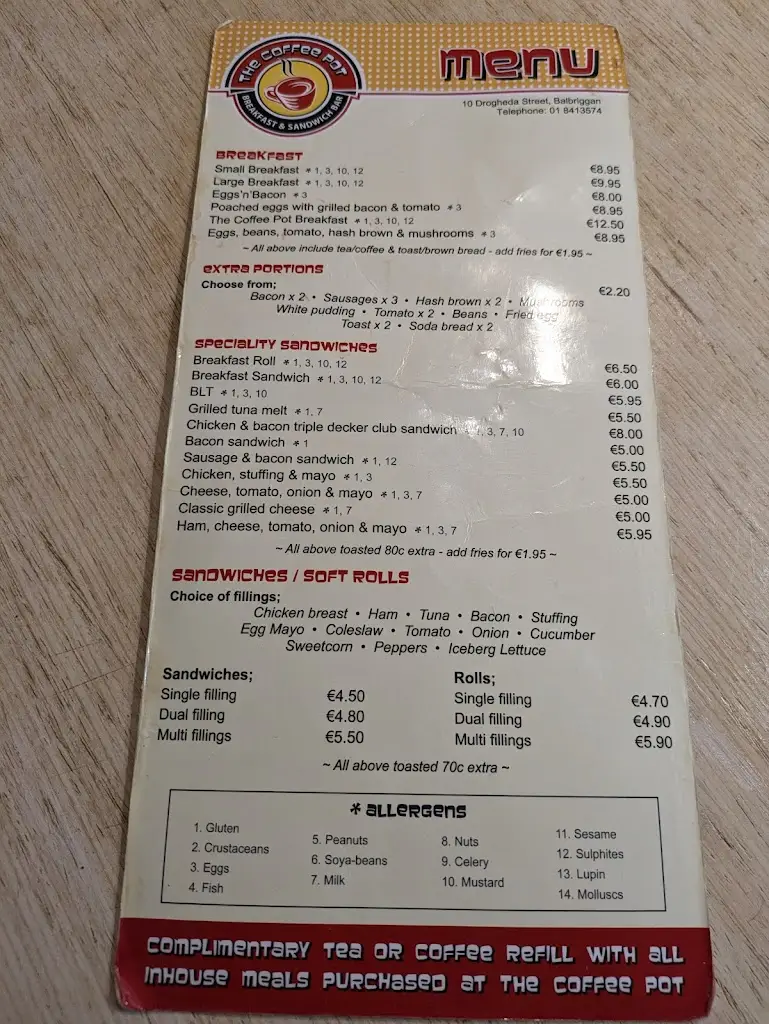 THE COFFEE POT
BREAKFAST & SANDWICH BAR
menu
10 Drogheda Street, Balbriggan
Telephone: 01 8413574
BREAKFAST
Small Breakfast * 1, 3, 10, 12 €8.95
Large Breakfast * 1, 3, 10, 12 €9.95
Eggs'n'Bacon * 3 €8.00
Poached eggs with grilled bacon & tomato * 3 €8.95
The Coffee Pot Breakfast * 1, 3, 10, 12 €12.50
Eggs, beans, tomato, hash brown & mushrooms * 3 €8.95
~ All above include tea/coffee & toast/brown bread - add fries for €1.95 ~
EXTRA PORTIONS
Choose from; €2.20
Bacon x 2 • Sausages x 3 • Hash brown x 2 • Mushrooms
White pudding • Tomato x 2 • Beans • Fried egg
Toast x 2 • Soda bread x 2
SPECIALITY SANDWICHES
Breakfast Roll * 1, 3, 10, 12 €6.50
Breakfast Sandwich * 1, 3, 10, 12 €6.00
BLT * 1, 3, 10 €5.95
Grilled tuna melt * 1, 7 €5.50
Chicken & bacon triple decker club sandwich 1, 3, 7, 10 €8.00
Bacon sandwich * 1 €5.00
Sausage & bacon sandwich * 1, 12 €5.50
Chicken, stuffing & mayo * 1, 3 €5.50
Cheese, tomato, onion & mayo * 1, 3, 7 €5.00
Classic grilled cheese * 1, 7 €5.00
Ham, cheese, tomato, onion & mayo * 1, 3, 7 €5.95
~ All above toasted 80c extra - add fries for €1.95 ~
SANDWICHES / SOFT ROLLS
Choice of fillings;
Chicken breast • Ham • Tuna • Bacon • Stuffing
Egg Mayo • Coleslaw • Tomato • Onion • Cucumber
Sweetcorn • Peppers • Iceberg Lettuce
Sandwiches;
Single filling €4.50
Dual filling €4.80
Multi fillings €5.50
Rolls;
Single filling €4.70
Dual filling €4.90
Multi fillings €5.90
~ All above toasted 70c extra ~
* ALLERGENS
1. Gluten
2. Crustaceans
3. Eggs
4. Fish
5. Peanuts
6. Soya-beans
7. Milk
8. Nuts
9. Celery
10. Mustard
11. Sesame
12. Sulphites
13. Lupin
14. Molluscs
COMPLIMENTARY TEA OR COFFEE REFILL WITH ALL
INHOUSE MEALS PURCHASED AT THE COFFEE POT